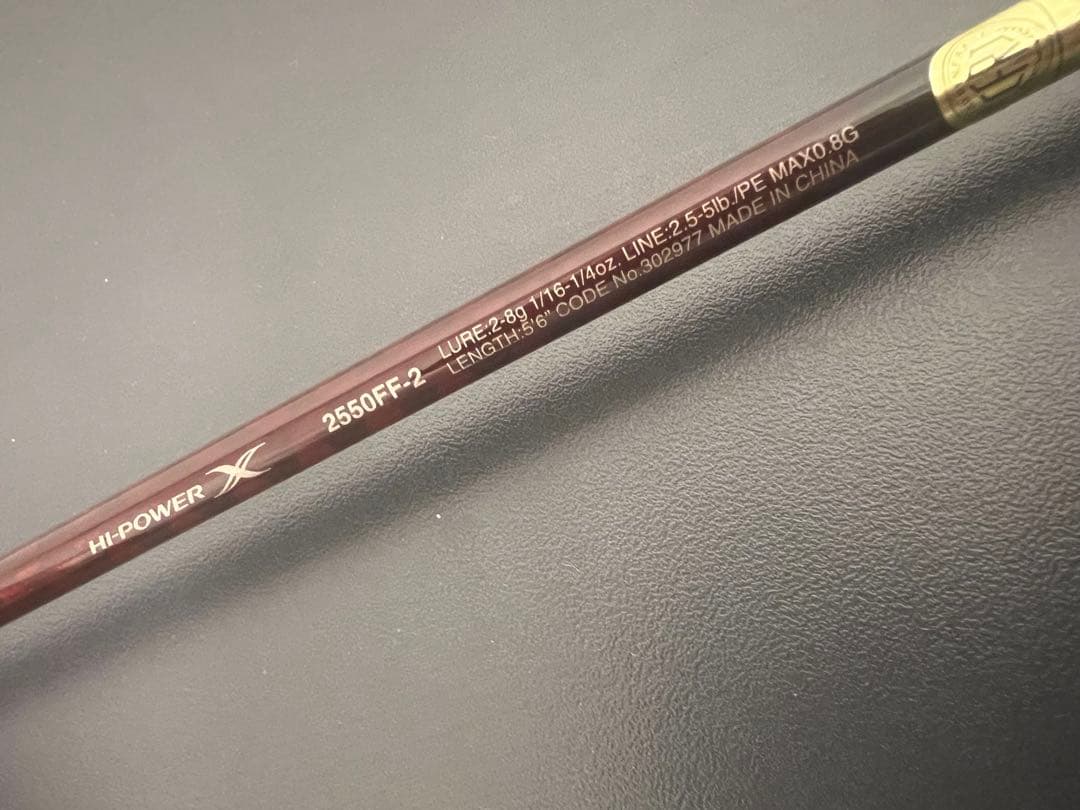 HI-POWER X
2550FF-2
LURE:2-8g 1/16-1/4oz. LINE:2.5-5lb./PE MAX0.8G
LENGTH:5'6" CODE No.302977 MADE IN CHINA